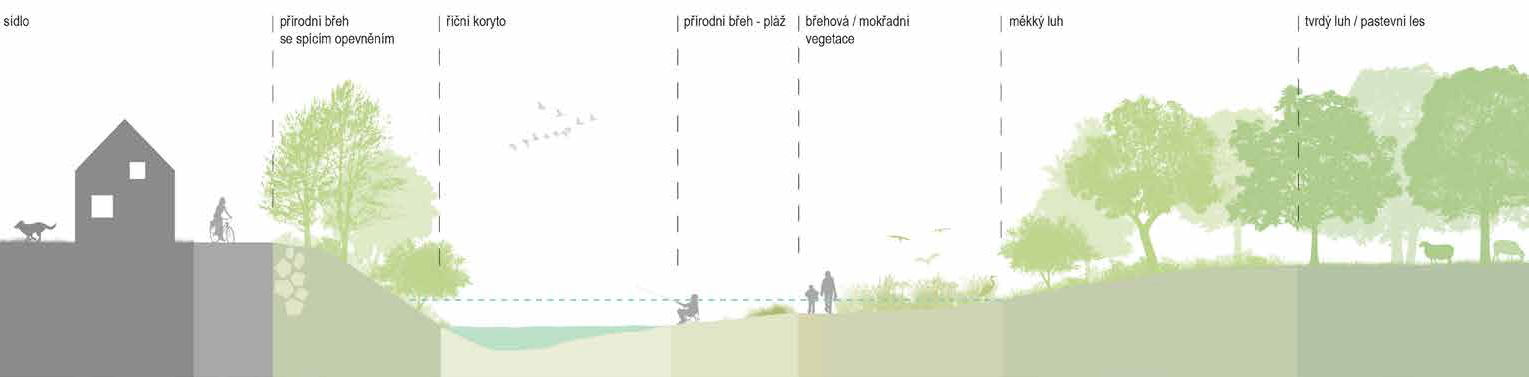 sídlo
přírodní břeh
se spícím opevněním
říční koryto
přírodní břeh - pláž
břehová / mokřadní
vegetace
měkký luh
tvrdý luh / pastevní les